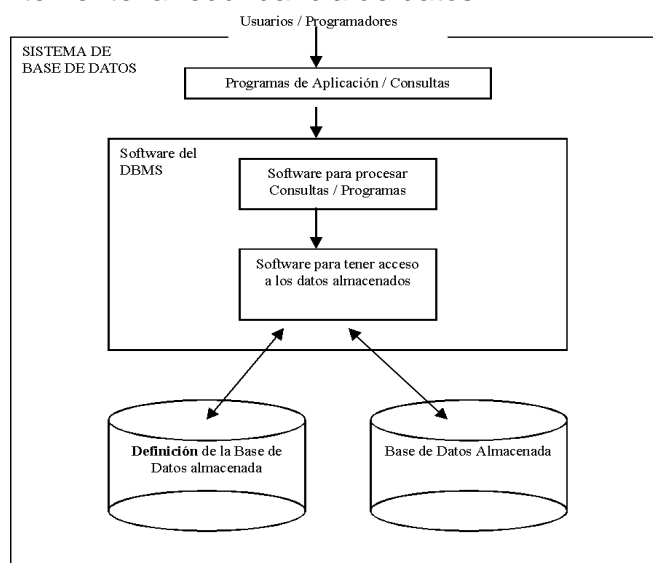 Usuarios / Programadores
SISTEMA DE
BASE DE DATOS
Programas de Aplicación / Consultas
Software del
DBMS
Software para procesar
Consultas / Programas
Software para tener acceso
a los datos almacenados
Definición de la Base de
Datos almacenada
Base de Datos Almacenada